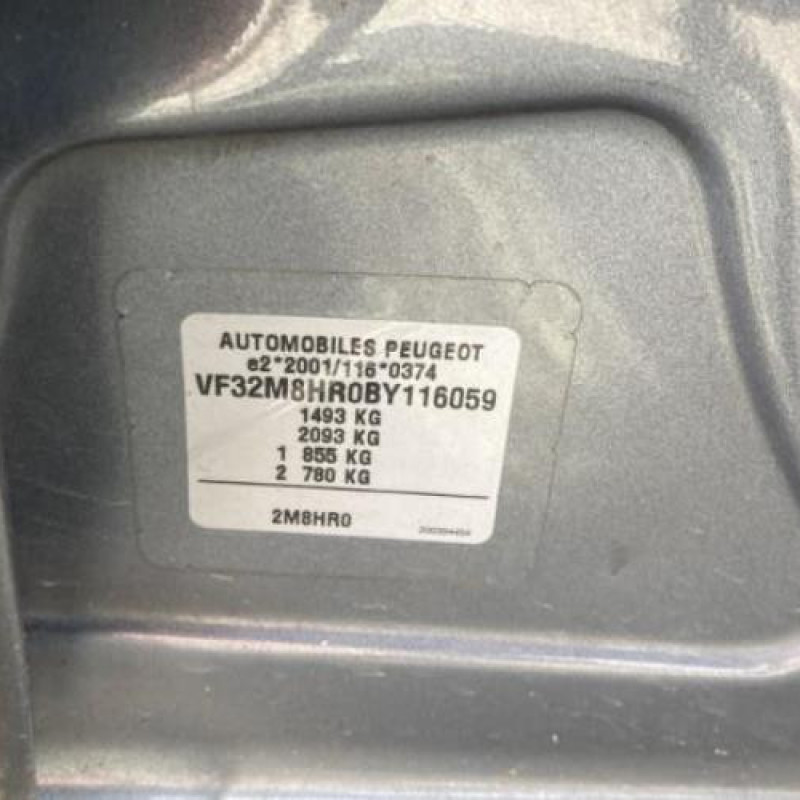 AUTOMOBILES PEUGEOT
e2*2001/116*0374
VF32M8HR0BY116059
1493 KG
2093 KG
1 855 KG
2 780 KG
2M8HR0